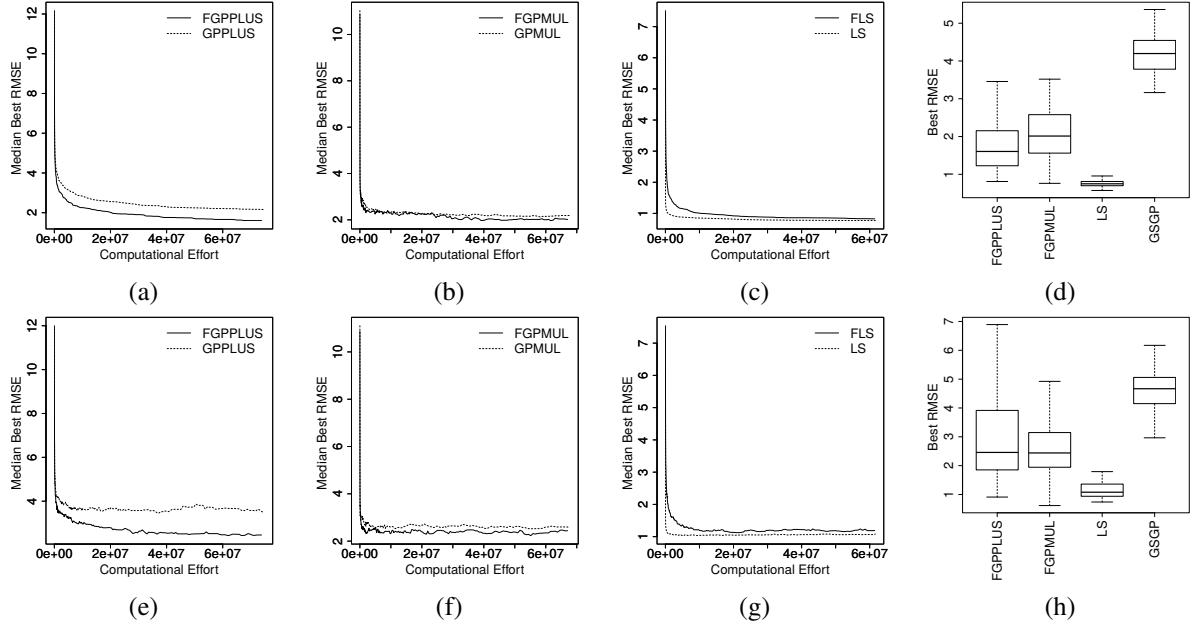 FGPPLUS
GPPLUS
Median Best RMSE
12
10
8
6
4
2
0e+00 2e+07 4e+07 6e+07
Computational Effort
(a)
FGPMUL
GPMUL
Median Best RMSE
10
8
6
4
2
0e+00 2e+07 4e+07 6e+07
Computational Effort
(b)
FLS
LS
Median Best RMSE
7
6
5
4
3
2
1
0e+00 2e+07 4e+07 6e+07
Computational Effort
(c)
Best RMSE
5
4
3
2
1
FGPPLUS
FGPMUL
LS
GSGP
(d)
FGPPLUS
GPPLUS
Median Best RMSE
12
10
8
6
4
0e+00 2e+07 4e+07 6e+07
Computational Effort
(e)
FGPMUL
GPMUL
Median Best RMSE
10
8
6
4
2
0e+00 2e+07 4e+07 6e+07
Computational Effort
(f)
FLS
LS
Median Best RMSE
7
6
5
4
3
2
1
0e+00 2e+07 4e+07 6e+07
Computational Effort
(g)
Best RMSE
7
6
5
4
3
2
1
FGPPLUS
FGPMUL
LS
GSGP
(h)